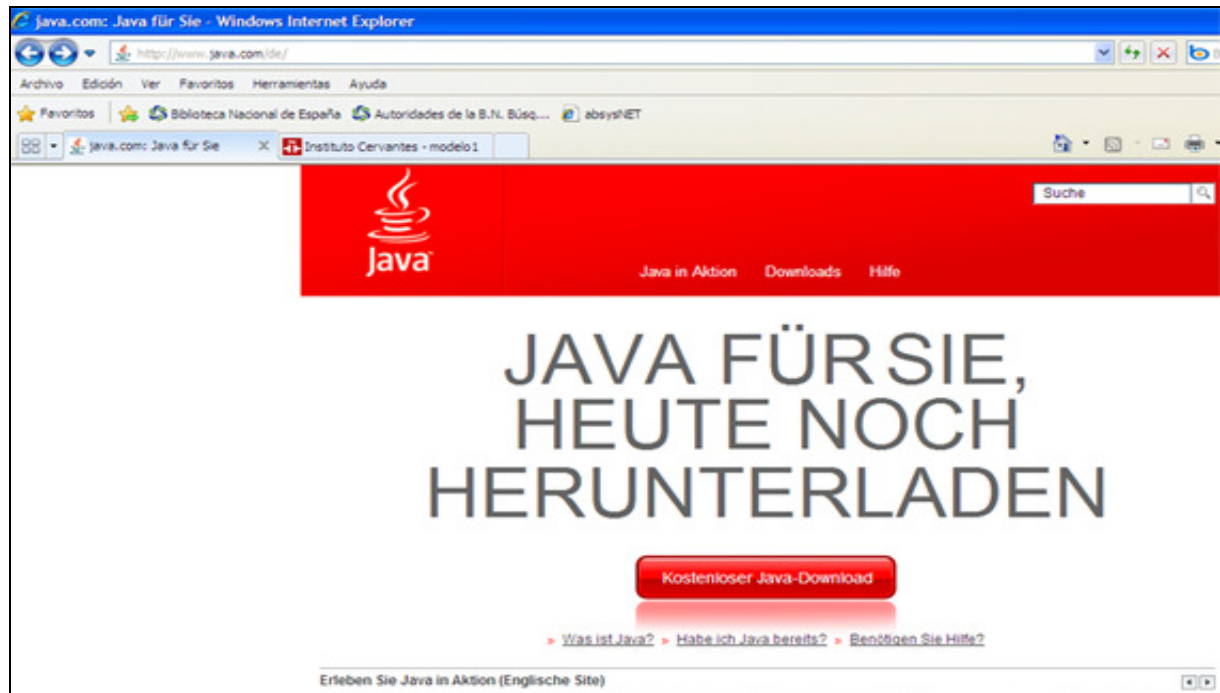 java.com: Java für Sie - Windows Internet Explorer
http://www.java.com/de/
Archivo Edición Ver Favoritos Herramientas Ayuda
Favoritos Biblioteca Nacional de España Autoridades de la B.N. Búsq... absysNET
java.com: Java für Sie X Instituto Cervantes - modelo1
Suche
Java
Java in Aktion Downloads Hilfe
JAVA FÜR SIE,
HEUTE NOCH
HERUNTERLADEN
Kostenloser Java-Download
» Was ist Java? » Habe ich Java bereits? » Benötigen Sie Hilfe?
Erleben Sie Java in Aktion (Englische Site)